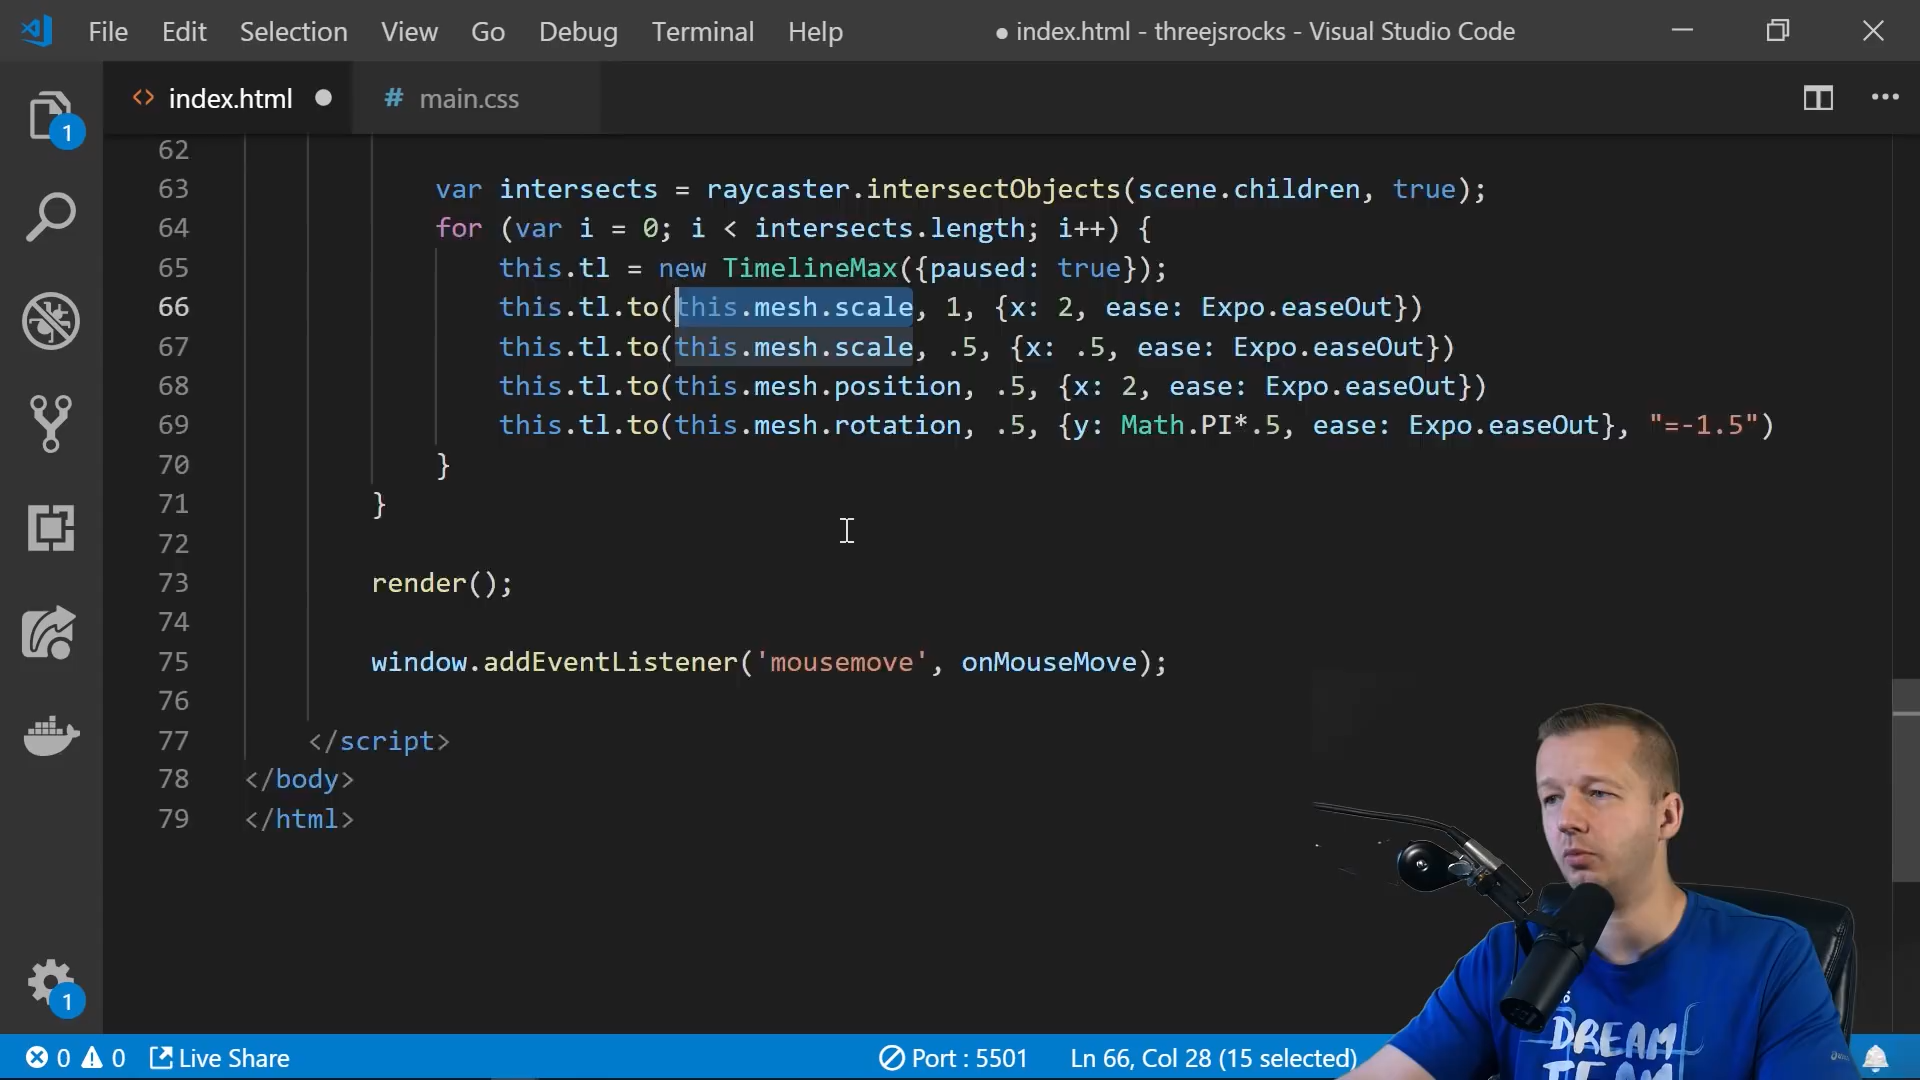 File Edit Selection View Go Debug Terminal Help ● index.html - threejsrocks - Visual Studio Code
<> index.html ● # main.css
1
62
63 var intersects = raycaster.intersectObjects(scene.children, true);
64 for (var i = 0; i < intersects.length; i++) {
65 this.tl = new TimelineMax({paused: true});
66 this.tl.to(this.mesh.scale, 1, {x: 2, ease: Expo.easeOut})
67 this.tl.to(this.mesh.scale, .5, {x: .5, ease: Expo.easeOut})
68 this.tl.to(this.mesh.position, .5, {x: 2, ease: Expo.easeOut})
69 this.tl.to(this.mesh.rotation, .5, {y: Math.PI*.5, ease: Expo.easeOut}, "=-1.5")
70 }
71 }
72
73 render();
74
75 window.addEventListener('mousemove', onMouseMove);
76
77 </script>
78 </body>
79 </html>
1
DREAM
TEAM
0 0 Live Share Port : 5501 Ln 66, Col 28 (15 selected)